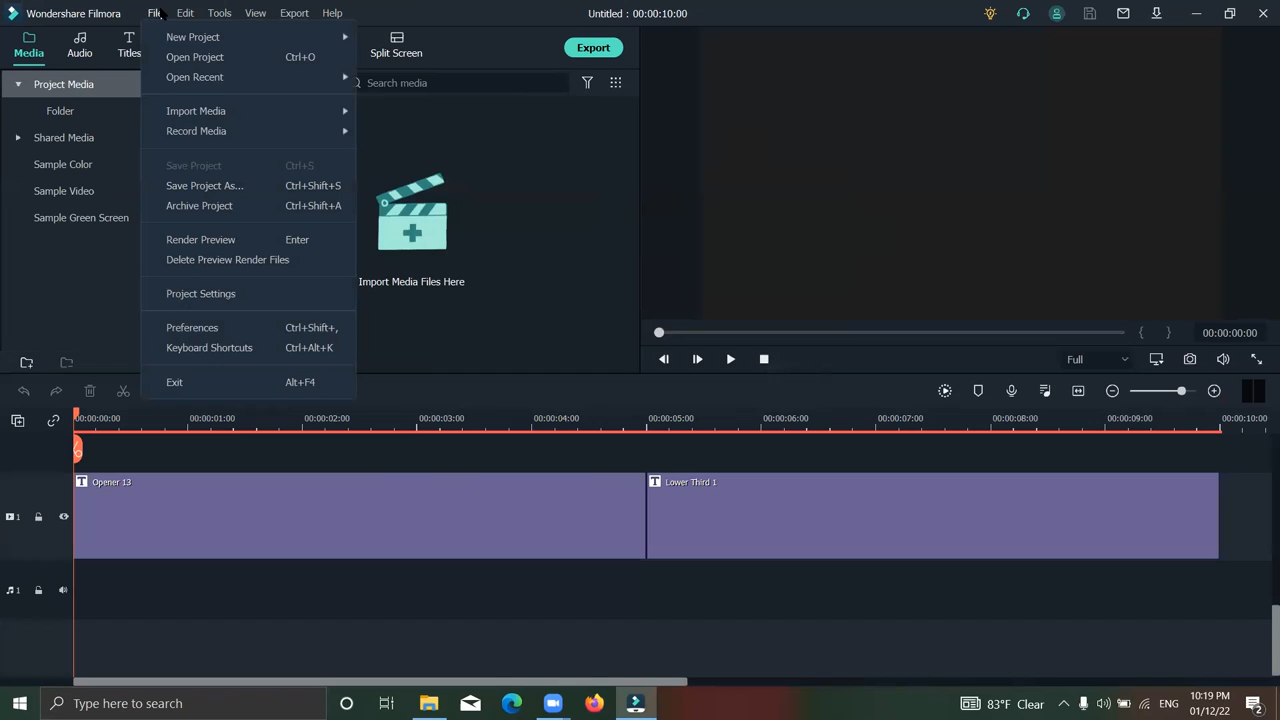 Wondershare Filmora
File Edit Tools View Export Help
Untitled : 00:00:10:00
Media Audio Titles Split Screen Export
Project Media
Folder
Shared Media
Sample Color
Sample Video
Sample Green Screen
New Project
Open Project Ctrl+O
Open Recent
Import Media
Record Media
Save Project Ctrl+S
Save Project As... Ctrl+Shift+S
Archive Project Ctrl+Shift+A
Render Preview Enter
Delete Preview Render Files
Project Settings
Preferences Ctrl+Shift+,
Keyboard Shortcuts Ctrl+Alt+K
Exit Alt+F4
Search media
Import Media Files Here
00:00:00:00
Full
00:00:00:00 00:00:01:00 00:00:02:00 00:00:03:00 00:00:04:00 00:00:05:00 00:00:06:00 00:00:07:00 00:00:08:00 00:00:09:00 00:00:10:00
T Opener 13
T Lower Third 1
1
1
Type here to search
83°F Clear
10:19 PM
01/12/22
2